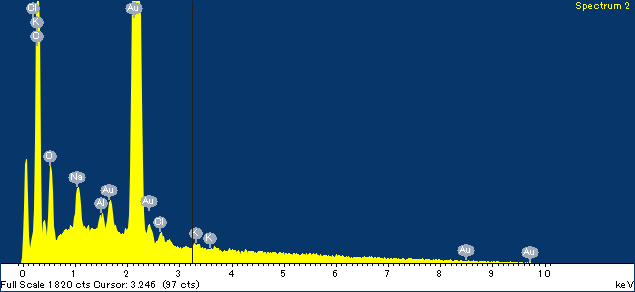 Spectrum 2
Cl
Au
K
C
O
Na
Al
Au
Au
Cl
K
K
Au
Au
0 1 2 3 4 5 6 7 8 9 10
Full Scale 1820 cts Cursor: 3.246 (97 cts) keV